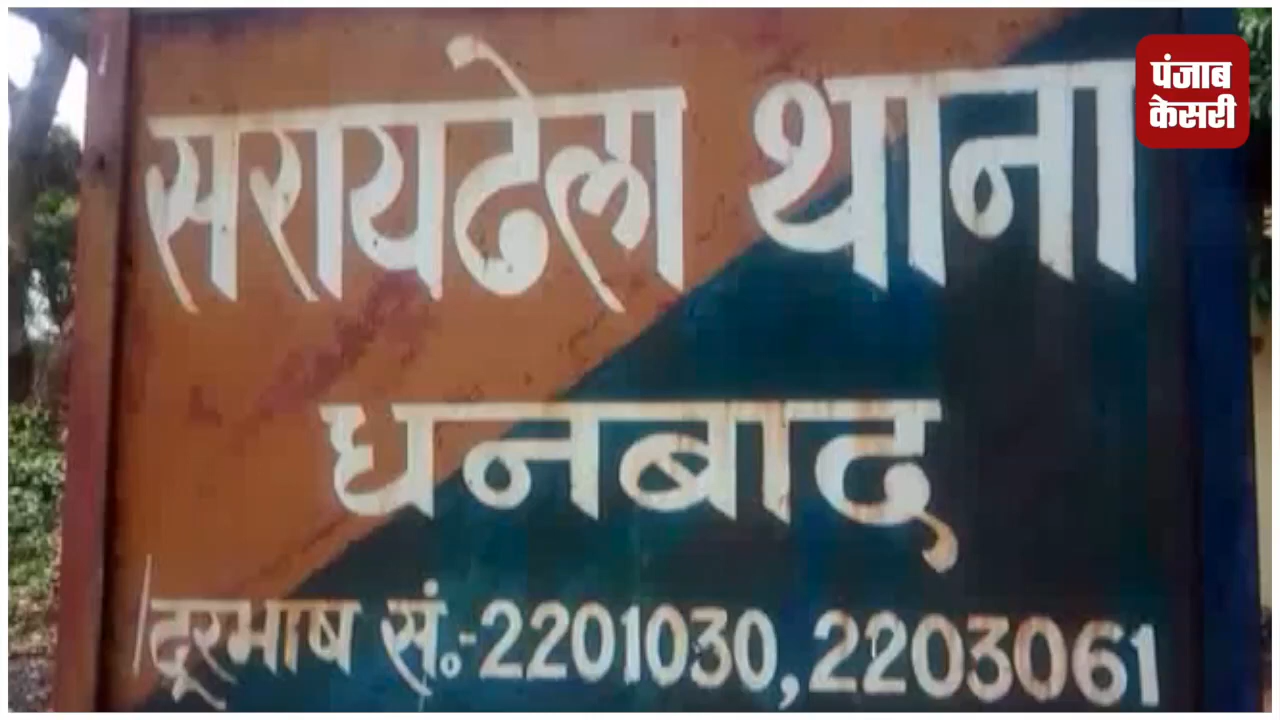 सरायढेला थाना
धनबाद
दूरभाष सं.-2201030, 2203061
पंजाब
केसरी